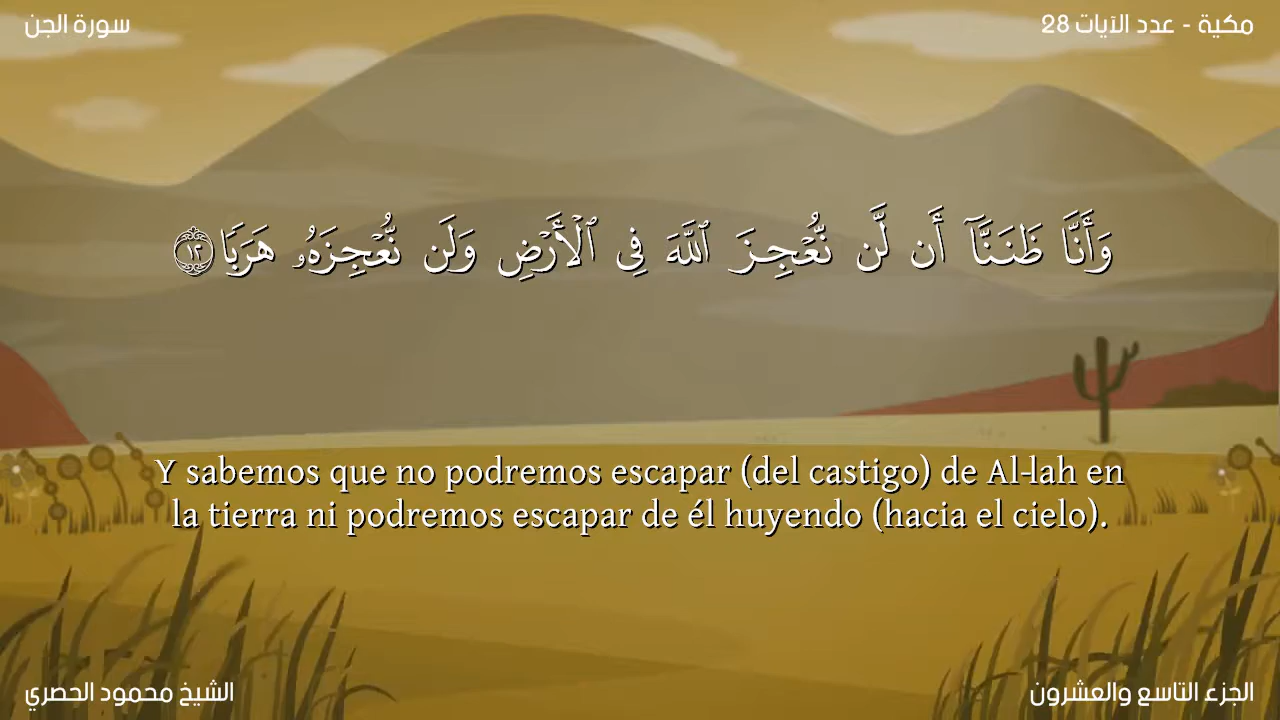 مكية - عدد الآيات 28
سورة الجن
وَأَنَّا ظَنَنَّآ أَن لَّن نُّعْجِزَ ٱللَّهَ فِى ٱلْأَرْضِ وَلَن نُّعْجِزَهُۥ هَرَبًا ١٢
Y sabemos que no podremos escapar (del castigo) de Al-lah en
la tierra ni podremos escapar de él huyendo (hacia el cielo).
الجزء التاسع والعشرون
الشيخ محمود الحصري